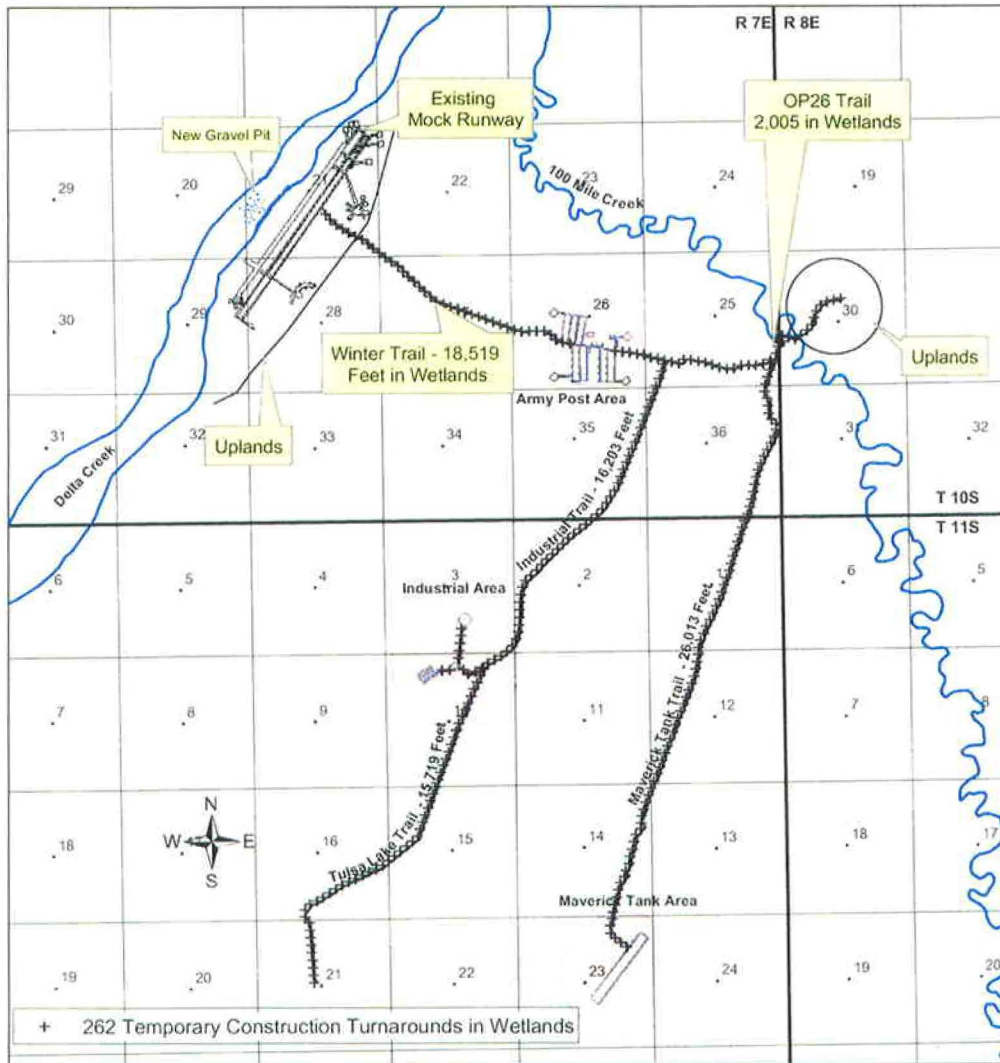 R 7E R 8E
Existing
Mock Runway
OP26 Trail
2,005 in Wetlands
New Gravel Pit
29
20
22
23
24
19
100 Mile Creek
30
29
28
26
25
30
Winter Trail - 18,519
Feet in Wetlands
Uplands
Army Post Area
31
32
33
34
35
36
32
Uplands
Delta Creek
T 10S
T 11S
Industrial Trail - 16,203 Feet
6
5
4
3
2
1
6
5
Industrial Area
7
8
9
11
12
7
8
Maverick Tank Trail - 26,013 Feet
Tulsa Lake Trail - 15,719 Feet
N
W E
S
18
16
15
14
13
18
17
Maverick Tank Area
19
20
21
22
23
24
19
20
+ 262 Temporary Construction Turnarounds in Wetlands